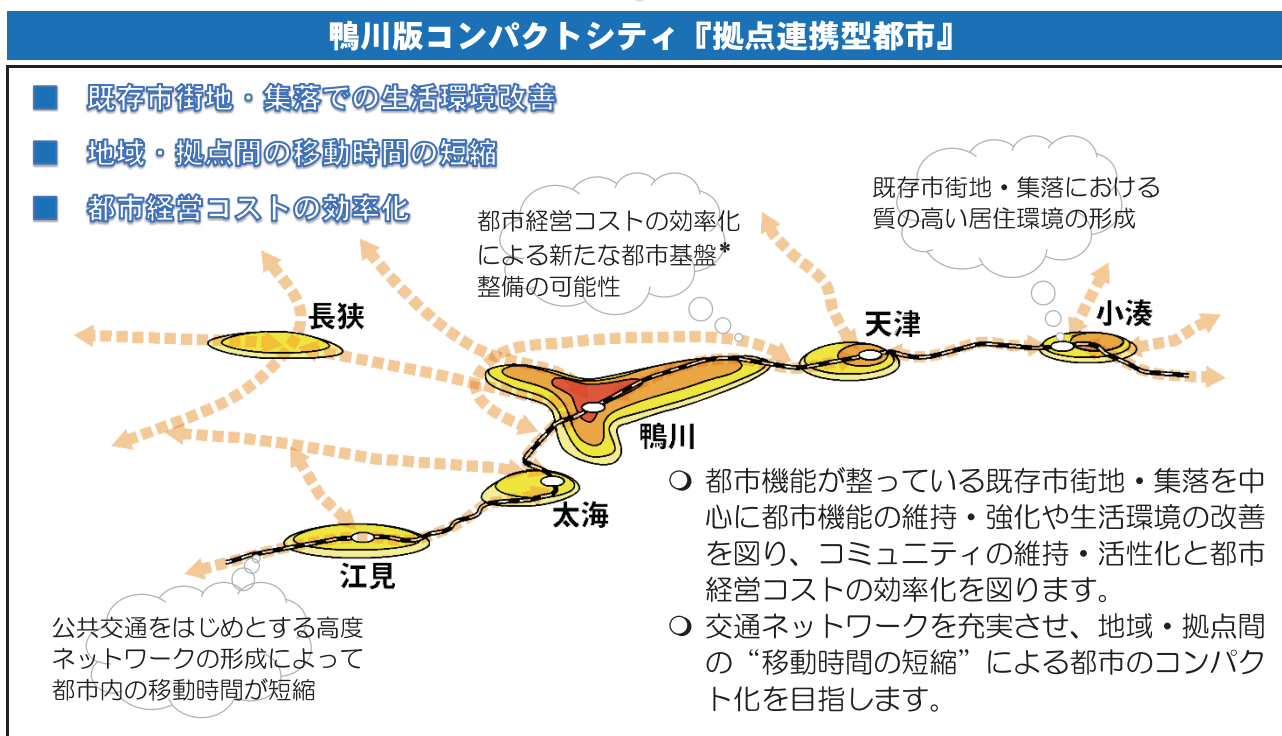 鴨川版コンパクトシティ『拠点連携型都市』
■ 既存市街地・集落での生活環境改善
■ 地域・拠点間の移動時間の短縮
■ 都市経営コストの効率化
都市経営コストの効率化
による新たな都市基盤*
整備の可能性
既存市街地・集落における
質の高い居住環境の形成
長狭
天津
小湊
鴨川
太海
江見
公共交通をはじめとする高度
ネットワークの形成によって
都市内の移動時間が短縮
○ 都市機能が整っている既存市街地・集落を中
心に都市機能の維持・強化や生活環境の改善
を図り、コミュニティの維持・活性化と都市
経営コストの効率化を図ります。
○ 交通ネットワークを充実させ、地域・拠点間
の“移動時間の短縮”による都市のコンパク
ト化を目指します。